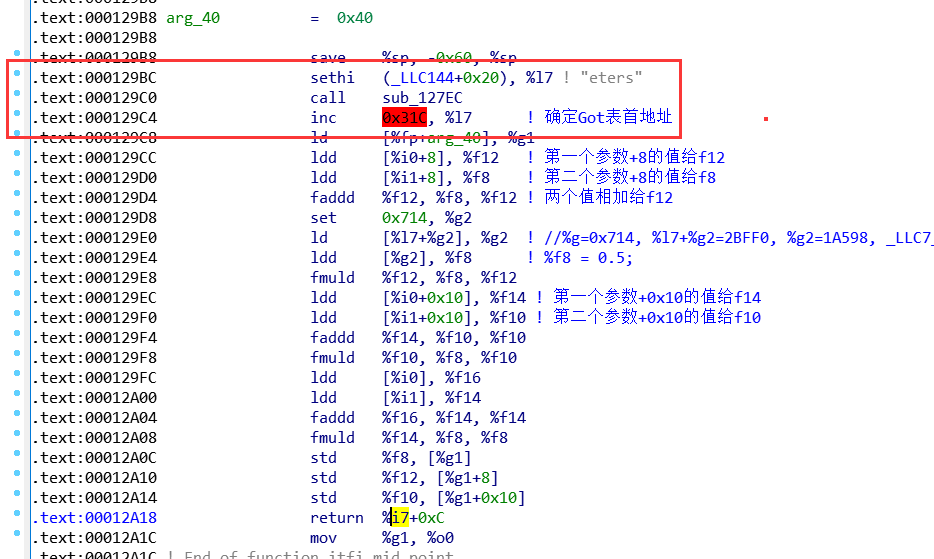 .text:000129B8 arg_40 = 0x40
.text:000129B8
.text:000129B8 save %sp, -0x60, %sp
.text:000129BC sethi (_LLC144+0x20), %l7 ! "eters"
.text:000129C0 call sub_127EC
.text:000129C4 inc 0x31C, %l7 ! 确定Got表首地址
.text:000129C8 ld [%fp+arg_40], %g1
.text:000129CC ldd [%i0+8], %f12 ! 第一个参数+8的值给f12
.text:000129D0 ldd [%i1+8], %f8 ! 第二个参数+8的值给f8
.text:000129D4 faddd %f12, %f8, %f12 ! 两个值相加给f12
.text:000129D8 set 0x714, %g2
.text:000129E0 ld [%l7+%g2], %g2 ! //%g=0x714, %l7+%g2=2BFF0, %g2=1A598, _LLC7_
.text:000129E4 ldd [%g2], %f8 ! %f8 = 0.5;
.text:000129E8 fmuld %f12, %f8, %f12
.text:000129EC ldd [%i0+0x10], %f14 ! 第一个参数+0x10的值给f14
.text:000129F0 ldd [%i1+0x10], %f10 ! 第二个参数+0x10的值给f10
.text:000129F4 faddd %f14, %f10, %f10
.text:000129F8 fmuld %f10, %f8, %f10
.text:000129FC ldd [%i0], %f16
.text:00012A00 ldd [%i1], %f14
.text:00012A04 faddd %f16, %f14, %f14
.text:00012A08 fmuld %f14, %f8, %f8
.text:00012A0C std %f8, [%g1]
.text:00012A10 std %f12, [%g1+8]
.text:00012A14 std %f10, [%g1+0x10]
.text:00012A18 return %i7+0xC
.text:00012A1C mov %g1, %o0
.text:00012A1C ! End of function itfi_mid_point